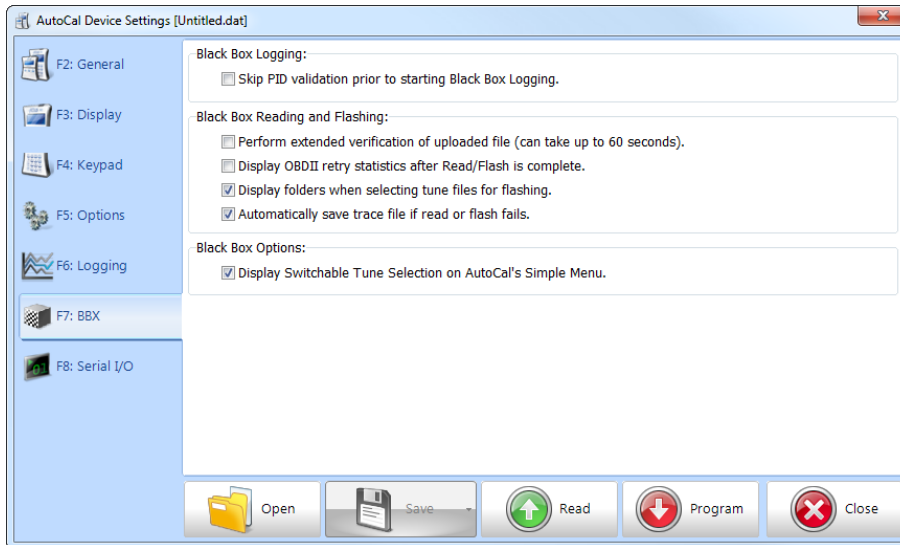 AutoCal Device Settings [Untitled.dat]
F2: General
F3: Display
F4: Keypad
F5: Options
F6: Logging
F7: BBX
F8: Serial I/O
Black Box Logging:
Skip PID validation prior to starting Black Box Logging.
Black Box Reading and Flashing:
Perform extended verification of uploaded file (can take up to 60 seconds).
Display OBDII retry statistics after Read/Flash is complete.
Display folders when selecting tune files for flashing.
Automatically save trace file if read or flash fails.
Black Box Options:
Display Switchable Tune Selection on AutoCal's Simple Menu.
Open
Save
Read
Program
Close